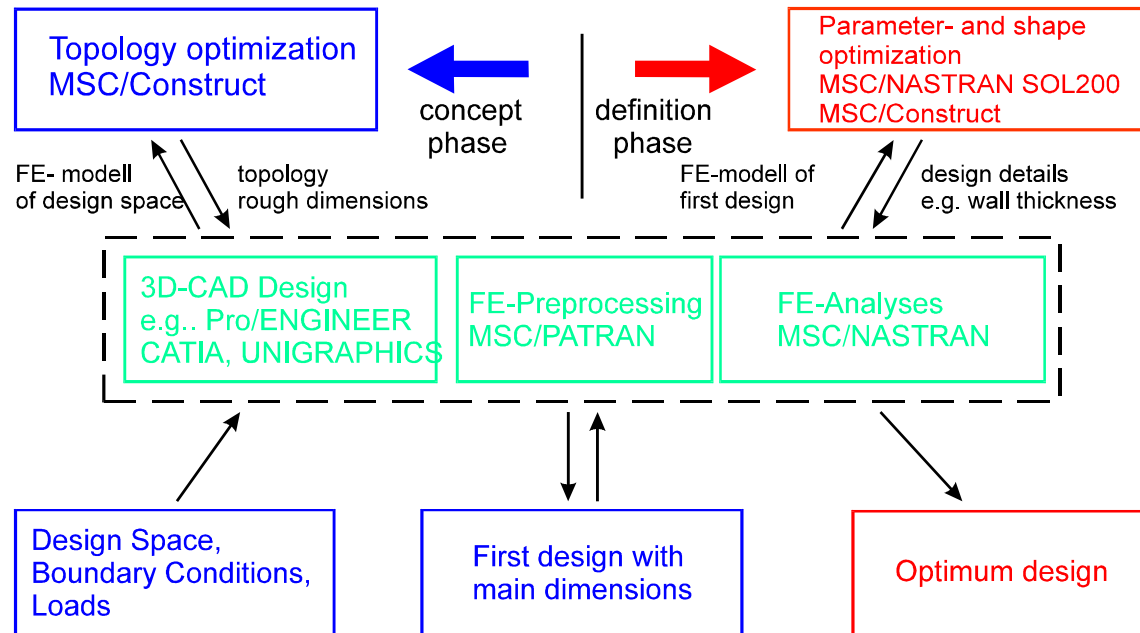 Topology optimization
MSC/Construct
concept
phase
definition
phase
Parameter- and shape
optimization
MSC/NASTRAN SOL200
MSC/Construct
FE- modell
of design space
topology
rough dimensions
FE-modell of
first design
design details
e.g. wall thickness
3D-CAD Design
e.g.. Pro/ENGINEER
CATIA, UNIGRAPHICS
FE-Preprocessing
MSC/PATRAN
FE-Analyses
MSC/NASTRAN
Design Space,
Boundary Conditions,
Loads
First design with
main dimensions
Optimum design